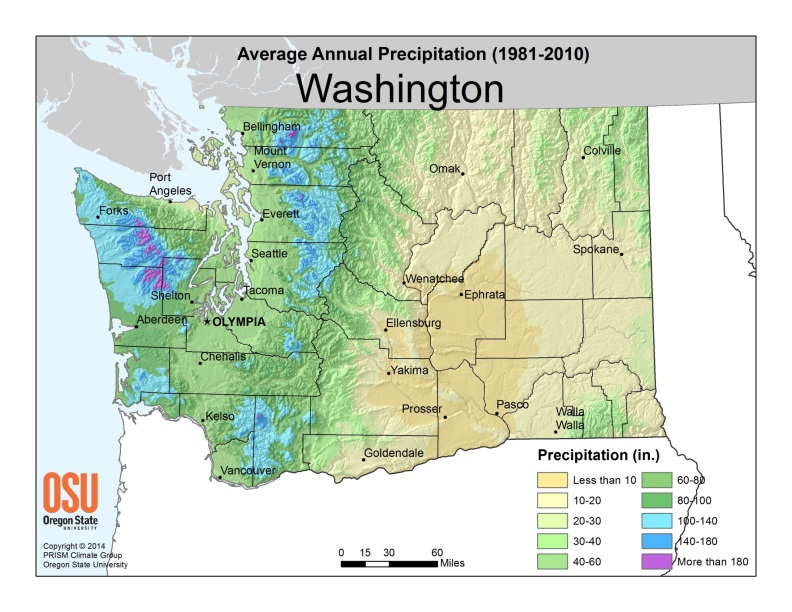 Average Annual Precipitation (1981-2010)
Washington
Bellingham
Mount
Vernon
Colville
Omak
Port
Angeles
Forks
Everett
Spokane
Seattle
Wenatchee
Shelton
Tacoma
Ephrata
Aberdeen
OLYMPIA
Ellensburg
Chehalis
Yakima
Kelso
Prosser
Pasco
Walla
Walla
Goldendale
Vancouver
Precipitation (in.)
Less than 10
10-20
20-30
30-40
40-60
60-80
80-100
100-140
140-180
More than 180
OSU
Oregon State
UNIVERSITY
Copyright © 2014
PRISM Climate Group
Oregon State University
0 15 30 60
Miles